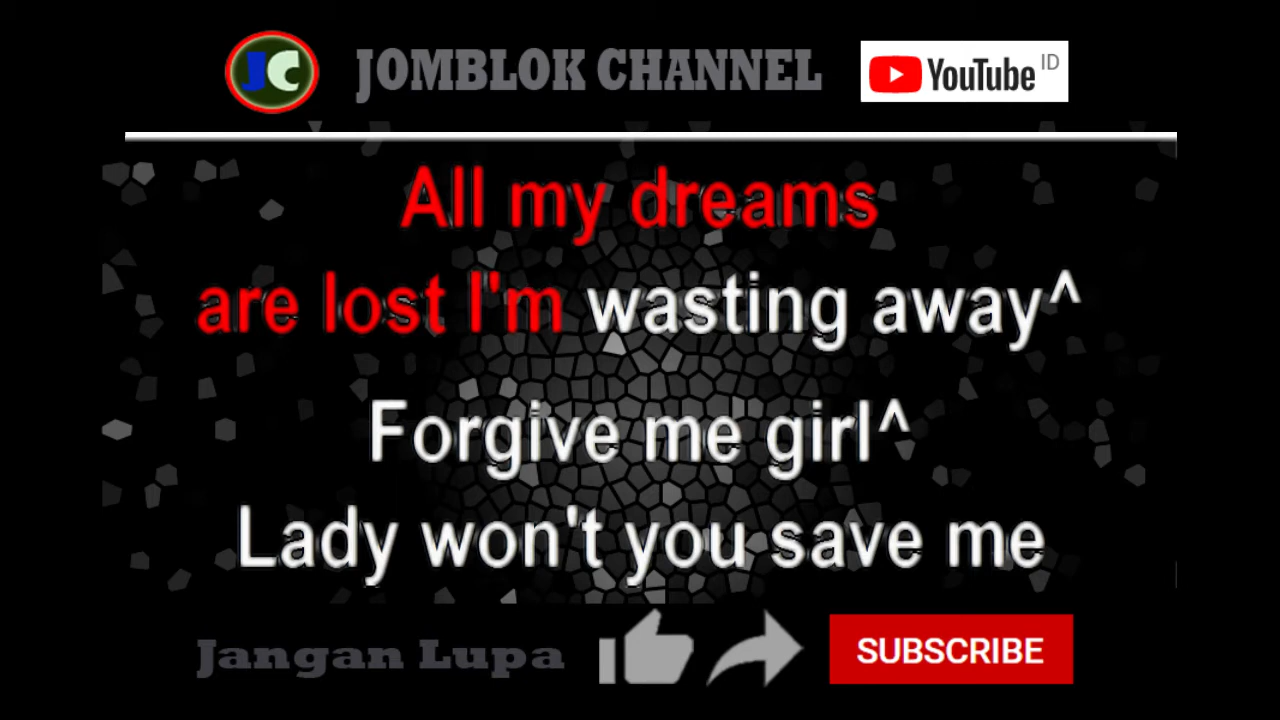 JC JOMBLOK CHANNEL YouTube ID
All my dreams
are lost I'm wasting away^
Forgive me girl^
Lady won't you save me
Jangan Lupa SUBSCRIBE